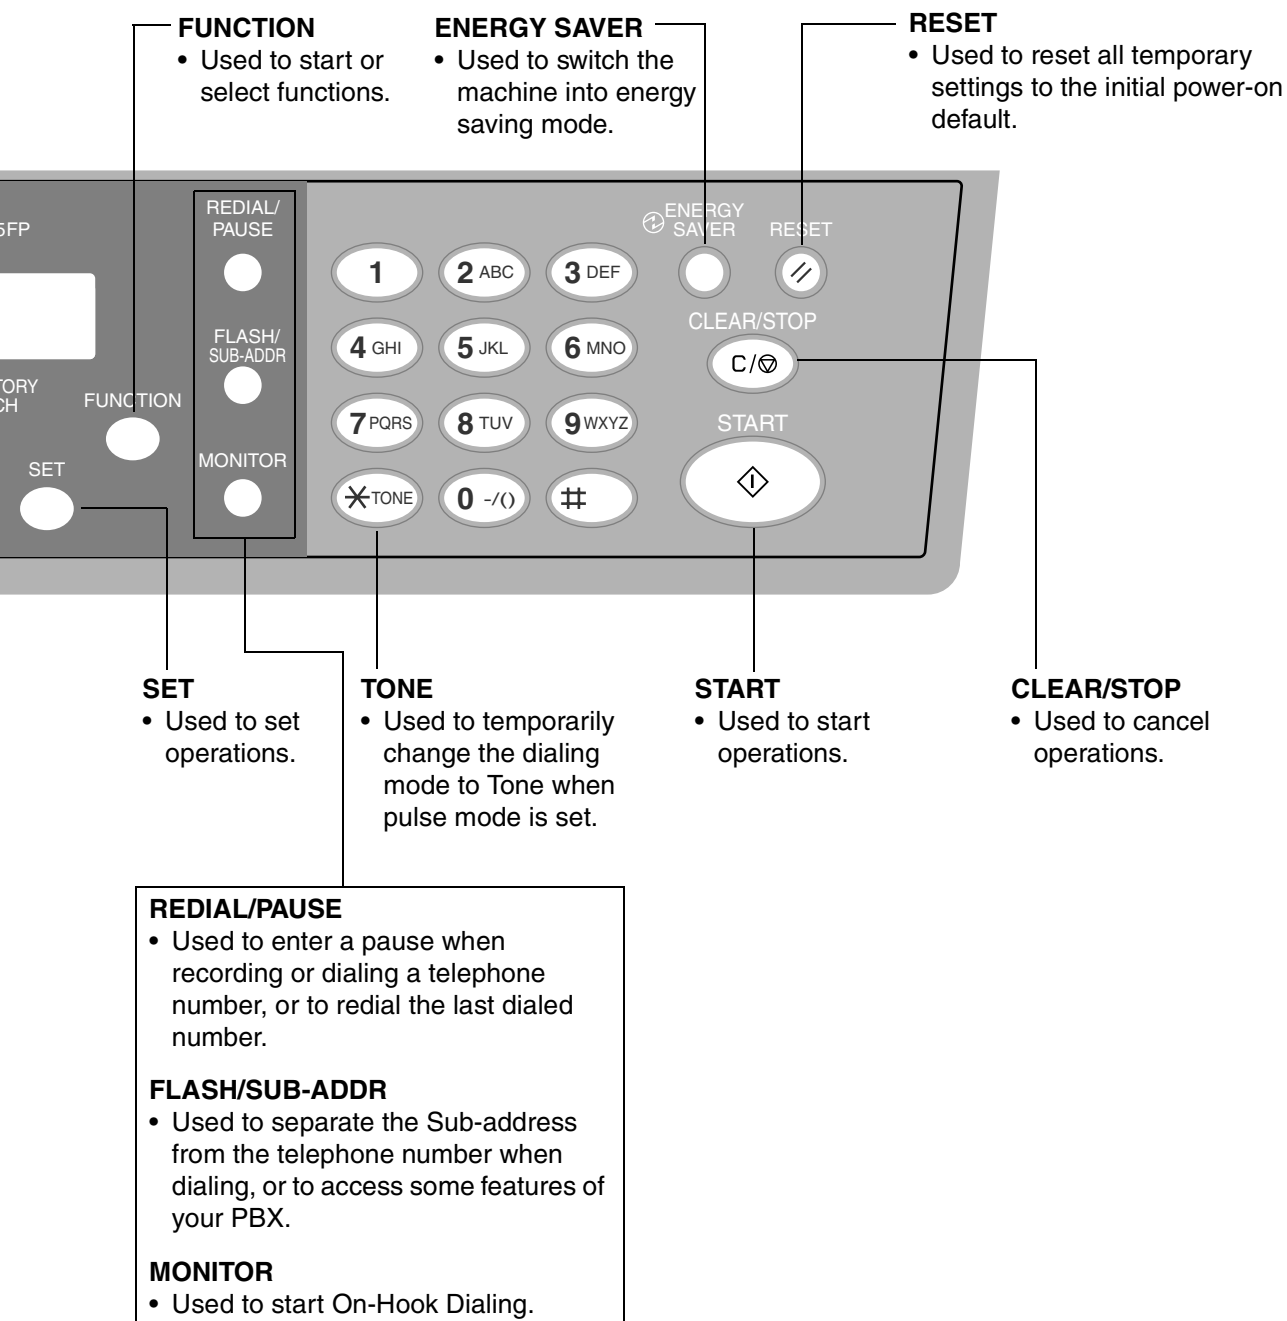 FUNCTION
• Used to start or
select functions.
ENERGY SAVER
• Used to switch the
machine into energy
saving mode.
RESET
• Used to reset all temporary
settings to the initial power-on
default.
5FP
TORY
CH
FUNCTION
SET
REDIAL/
PAUSE
FLASH/
SUB-ADDR
MONITOR
1
2 ABC
3 DEF
4 GHI
5 JKL
6 MNO
7 PQRS
8 TUV
9 WXYZ
* TONE
0 -/()
#
ENERGY
SAVER
RESET
CLEAR/STOP
C/
START
SET
• Used to set
operations.
TONE
• Used to temporarily
change the dialing
mode to Tone when
pulse mode is set.
START
• Used to start
operations.
CLEAR/STOP
• Used to cancel
operations.
REDIAL/PAUSE
• Used to enter a pause when
recording or dialing a telephone
number, or to redial the last dialed
number.
FLASH/SUB-ADDR
• Used to separate the Sub-address
from the telephone number when
dialing, or to access some features of
your PBX.
MONITOR
• Used to start On-Hook Dialing.